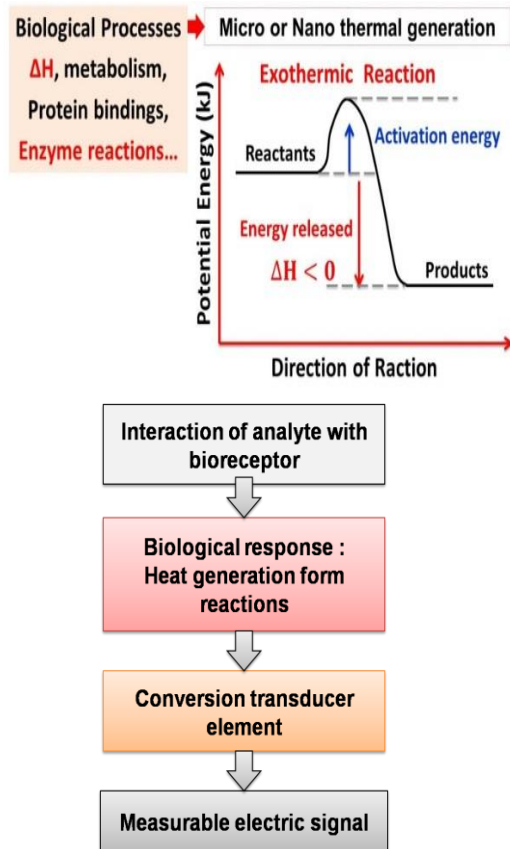 Biological Processes
ΔH, metabolism,
Protein bindings,
Enzyme reactions...
Micro or Nano thermal generation
Potential Energy (kJ)
Exothermic Reaction
Reactants
Activation energy
Energy released
ΔH < 0
Products
Direction of Raction
Interaction of analyte with
bioreceptor
Biological response :
Heat generation form
reactions
Conversion transducer
element
Measurable electric signal